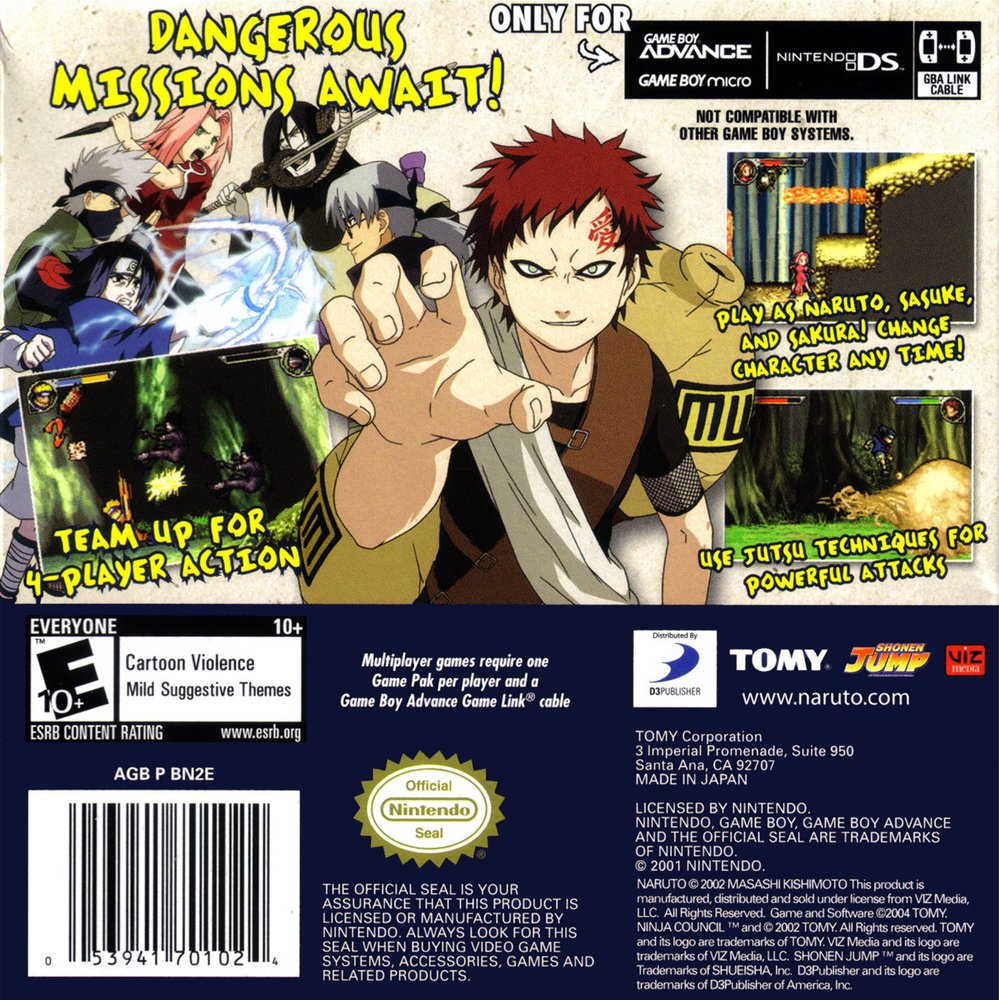 DANGEROUS
MISSIONS AWAIT!
ONLY FOR
GAME BOY
ADVANCE
GAME BOY micro
NINTENDO DS™
GBA LINK
CABLE
NOT COMPATIBLE WITH
OTHER GAME BOY SYSTEMS.
愛
PLAY AS NARUTO, SASUKE,
AND SAKURA! CHANGE
CHARACTER ANY TIME!
TEAM UP FOR
4-PLAYER ACTION
USE JUTSU TECHNIQUES FOR
POWERFUL ATTACKS
EVERYONE 10+
™
E
10+
Cartoon Violence
Mild Suggestive Themes
ESRB CONTENT RATING www.esrb.org
AGB P BN2E
0 53941 70102 4
Multiplayer games require one
Game Pak per player and a
Game Boy Advance Game Link® cable
Official
Nintendo
Seal
®
THE OFFICIAL SEAL IS YOUR
ASSURANCE THAT THIS PRODUCT IS
LICENSED OR MANUFACTURED BY
NINTENDO. ALWAYS LOOK FOR THIS
SEAL WHEN BUYING VIDEO GAME
SYSTEMS, ACCESSORIES, GAMES AND
RELATED PRODUCTS.
Distributed By
D3PUBLISHER
TOMY®
SHONEN
JUMP
VIZ
media
www.naruto.com
TOMY Corporation
3 Imperial Promenade, Suite 950
Santa Ana, CA 92707
MADE IN JAPAN
LICENSED BY NINTENDO.
NINTENDO, GAME BOY, GAME BOY ADVANCE
AND THE OFFICIAL SEAL ARE TRADEMARKS
OF NINTENDO.
© 2001 NINTENDO.
NARUTO © 2002 MASASHI KISHIMOTO This product is
manufactured, distributed and sold under license from VIZ Media,
LLC. All Rights Reserved. Game and Software ©2004 TOMY.
NINJA COUNCIL ™ and © 2002 TOMY. All Rights reserved. TOMY
and its logo are trademarks of TOMY. VIZ Media and its logo are
trademarks of VIZ Media, LLC. SHONEN JUMP ™ and its logo are
Trademarks of SHUEISHA, Inc. D3Publisher and its logo are
trademarks of D3Publisher of America, Inc.